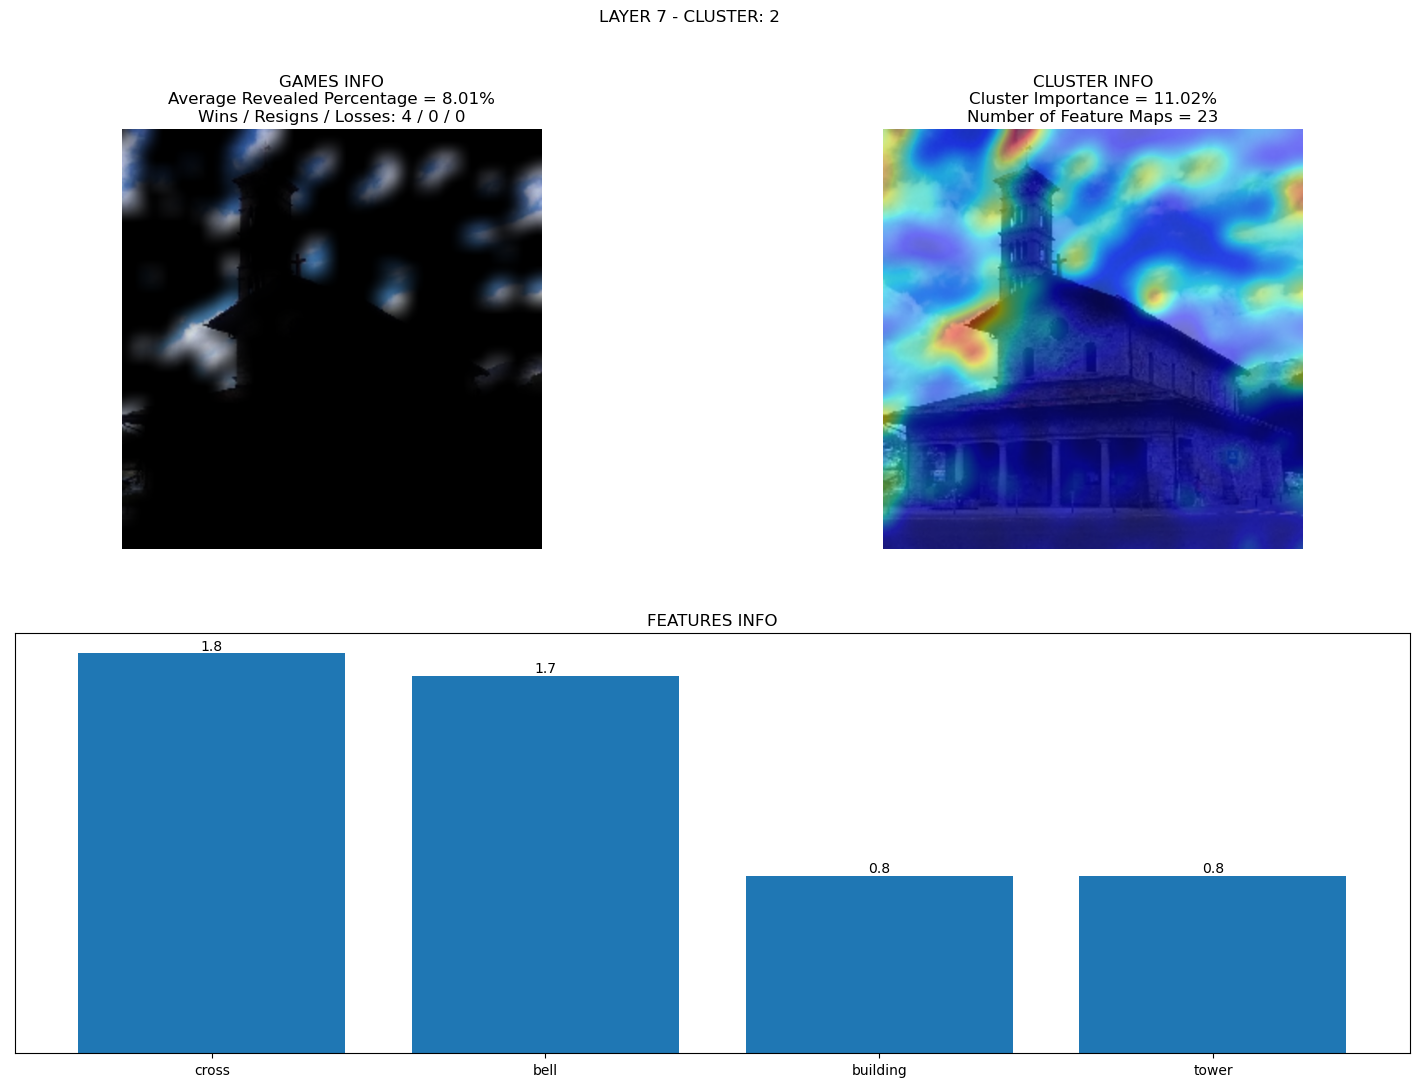 LAYER 7 - CLUSTER: 2
GAMES INFO
Average Revealed Percentage = 8.01%
Wins / Resigns / Losses: 4 / 0 / 0
CLUSTER INFO
Cluster Importance = 11.02%
Number of Feature Maps = 23
FEATURES INFO
1.8
1.7
0.8
0.8
cross
bell
building
tower